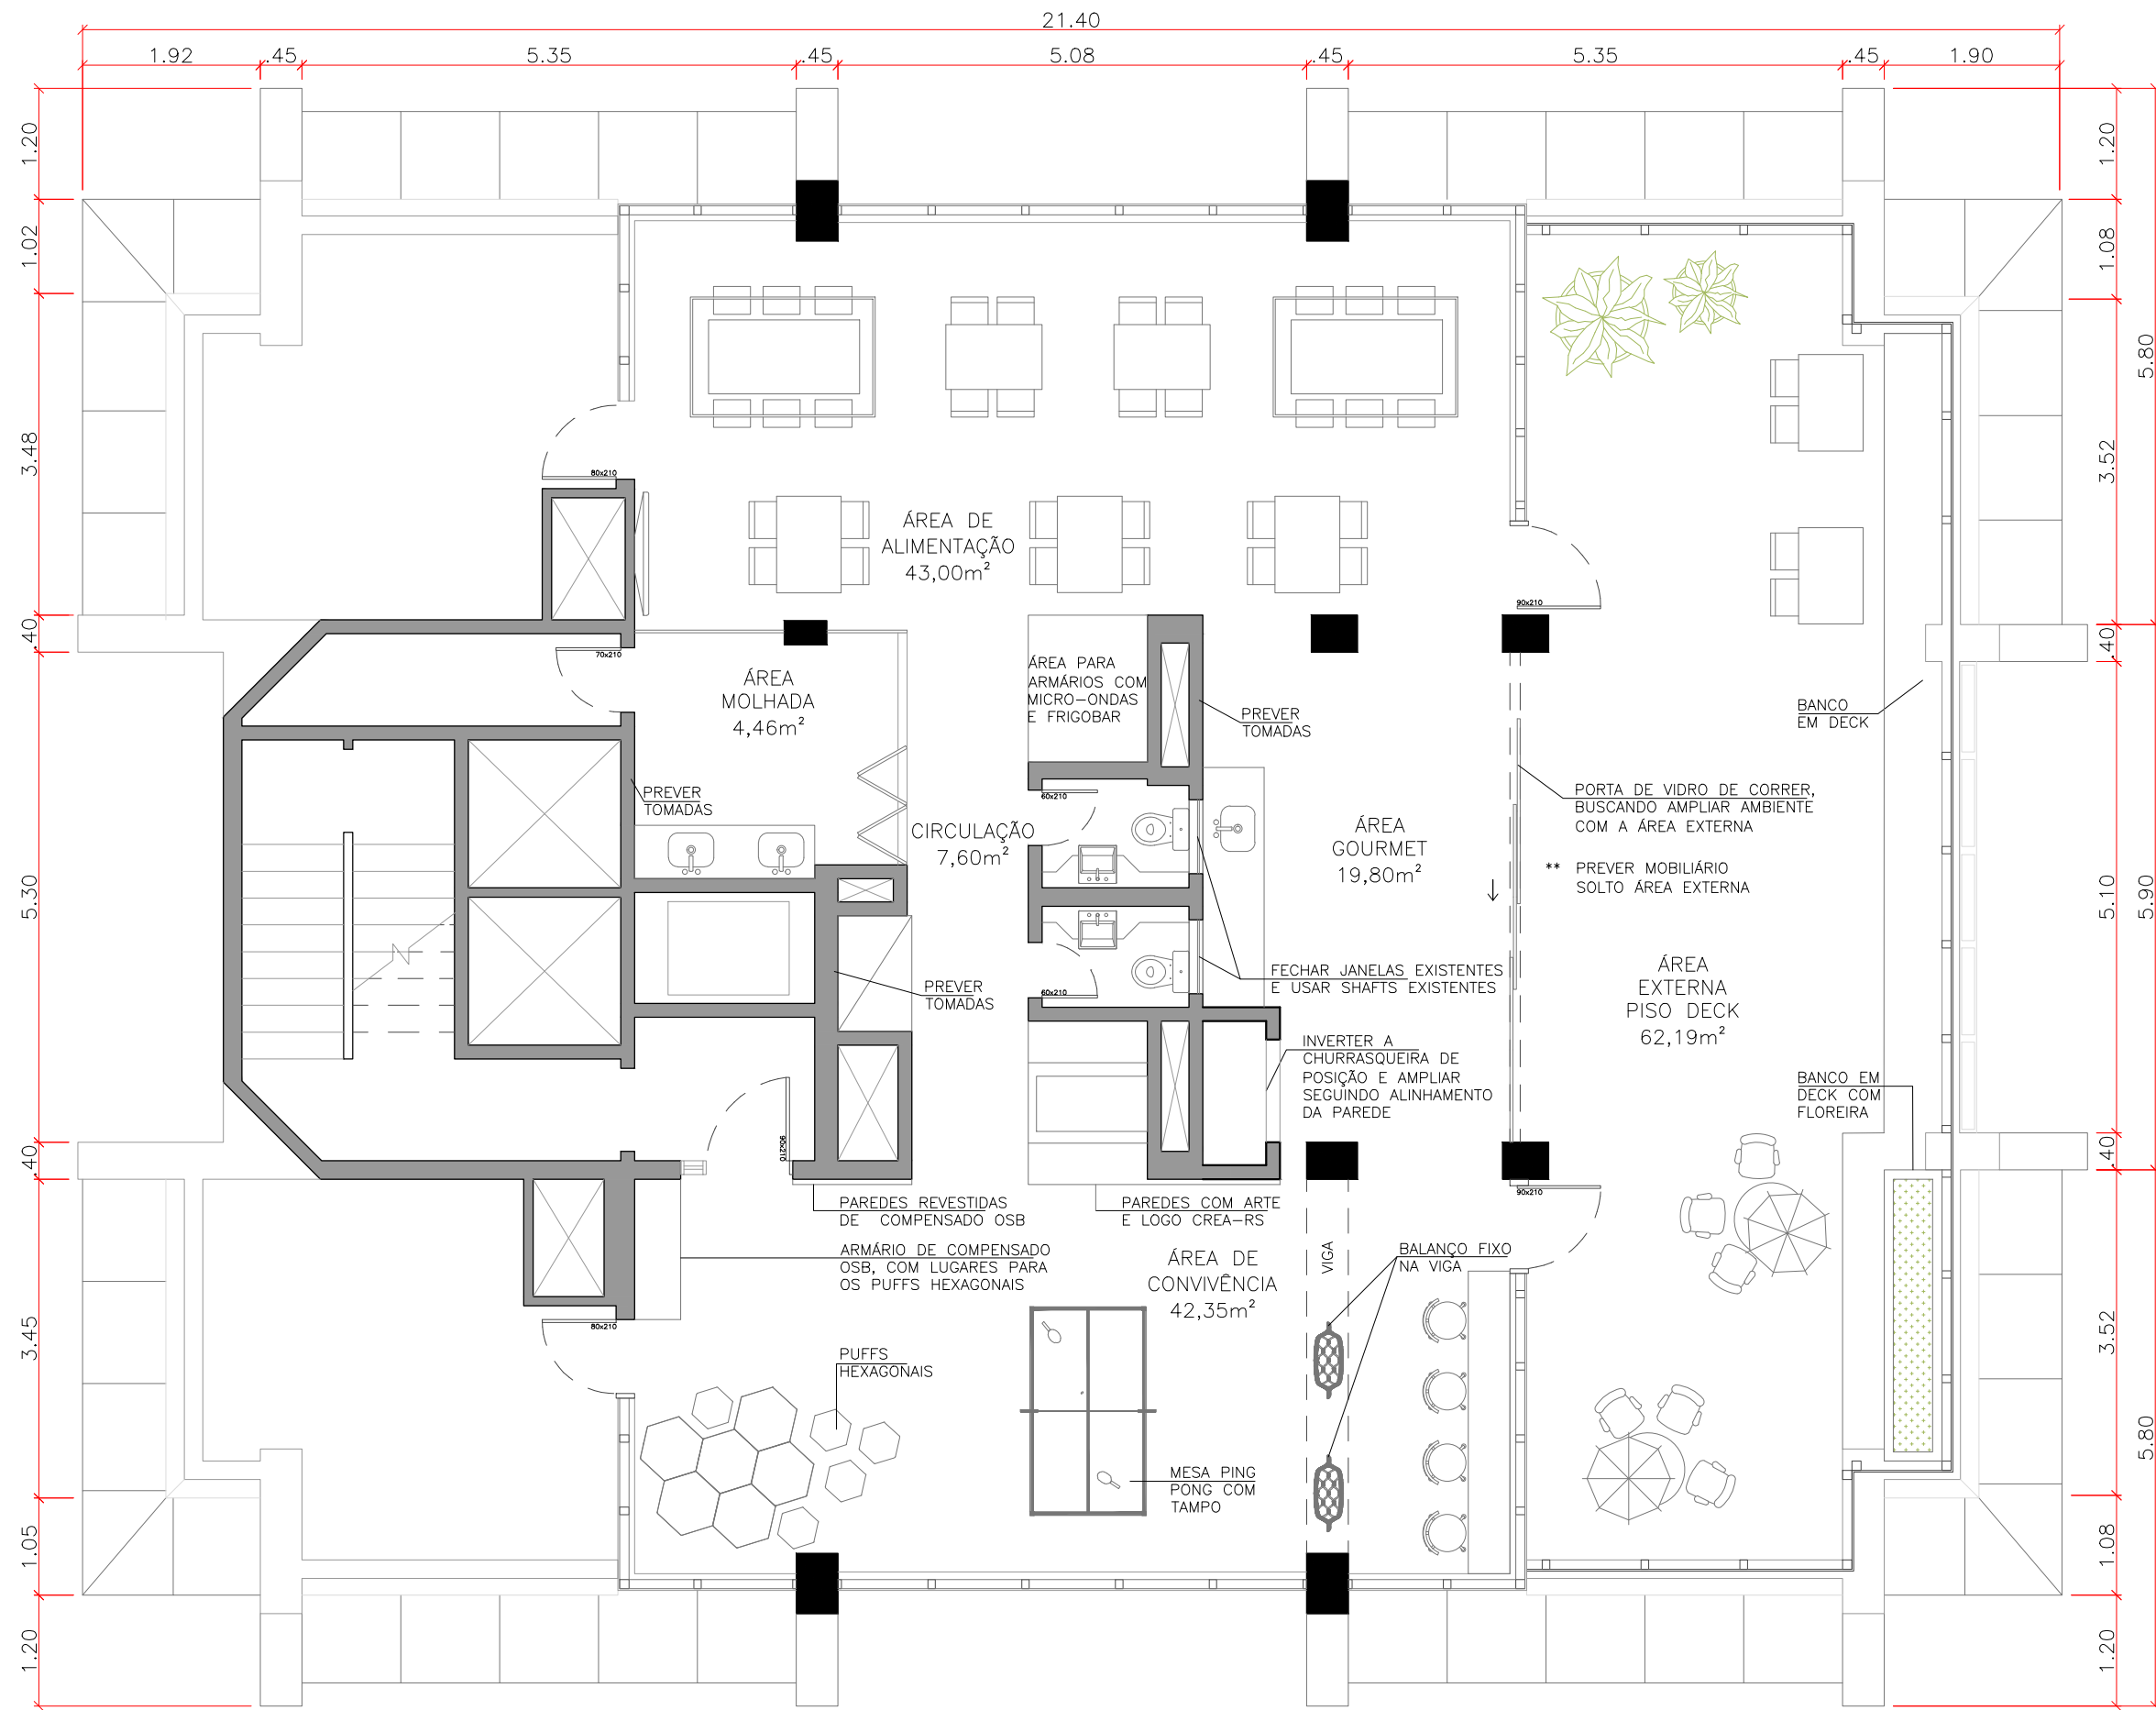 21.40
1.92
.45
5.35
.45
5.08
.45
5.35
.45
1.90
1.20
1.02
3.48
.40
5.30
.40
3.45
1.05
1.20
1.20
1.08
3.52
.40
5.10
.40
3.52
1.08
1.20
5.80
5.90
5.80
80x210
ÁREA DE
ALIMENTAÇÃO
43,00m²
90x210
70x210
ÁREA
MOLHADA
4,46m²
ÁREA PARA
ARMÁRIOS COM
MICRO-ONDAS
E FRIGOBAR
PREVER
TOMADAS
BANCO
EM DECK
PREVER
TOMADAS
60x210
PORTA DE VIDRO DE CORRER,
BUSCANDO AMPLIAR AMBIENTE
COM A ÁREA EXTERNA
CIRCULAÇÃO
7,60m²
ÁREA
GOURMET
19,80m²
** PREVER MOBILIÁRIO
SOLTO ÁREA EXTERNA
PREVER
TOMADAS
60x210
FECHAR JANELAS EXISTENTES
E USAR SHAFTS EXISTENTES
ÁREA
EXTERNA
PISO DECK
62,19m²
INVERTER A
CHURRASQUEIRA DE
POSIÇÃO E AMPLIAR
SEGUINDO ALINHAMENTO
DA PAREDE
BANCO EM
DECK COM
FLOREIRA
90x210
90x210
PAREDES REVESTIDAS
DE COMPENSADO OSB
PAREDES COM ARTE
E LOGO CREA-RS
ARMÁRIO DE COMPENSADO
OSB, COM LUGARES PARA
OS PUFFS HEXAGONAIS
ÁREA DE
CONVIVÊNCIA
42,35m²
VIGA
BALANÇO FIXO
NA VIGA
80x210
PUFFS
HEXAGONAIS
MESA PING
PONG COM
TAMPO